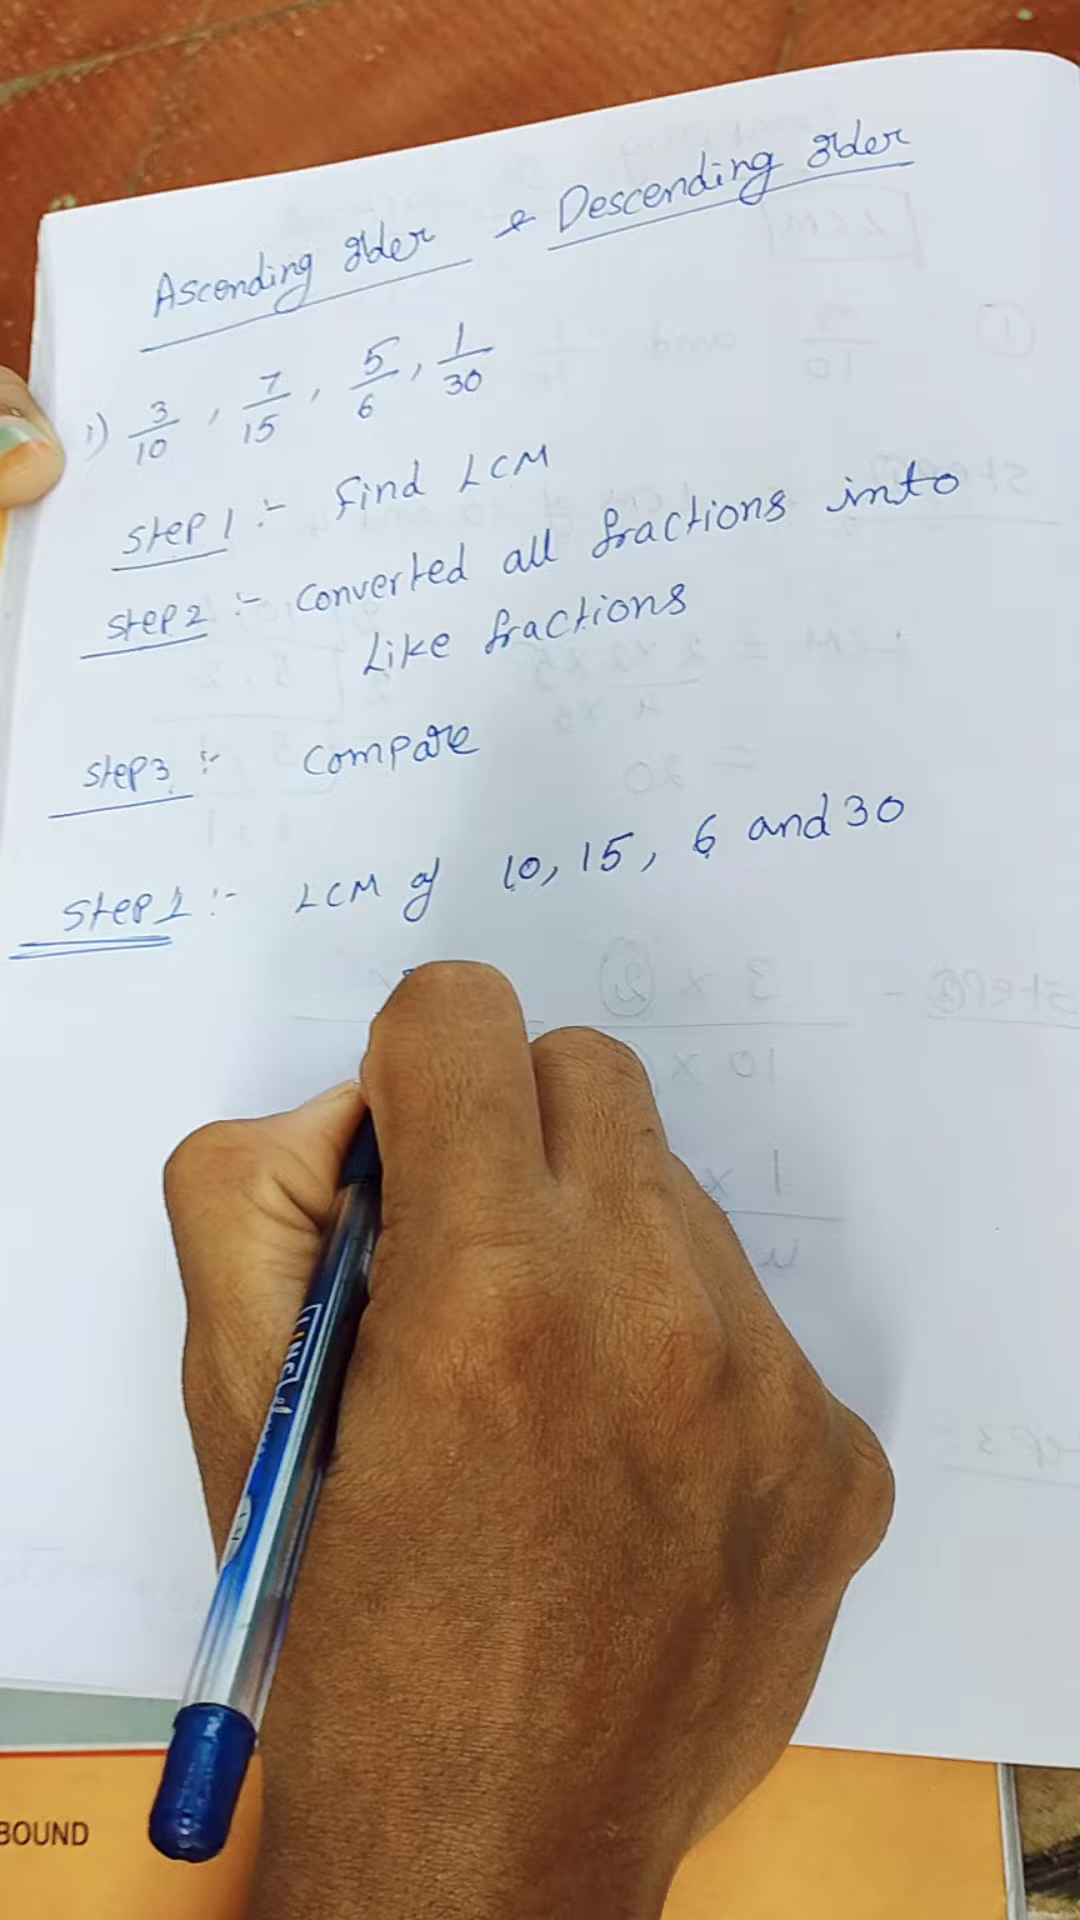 Ascending order & Descending order
i) 3/10, 7/15, 5/6, 1/30
Step 1 :- Find LCM
Step 2 :- Converted all fractions into
Like fractions
Step 3 :- Compare
Step 1 :- LCM of 10, 15, 6 and 30
LINC
BOUND